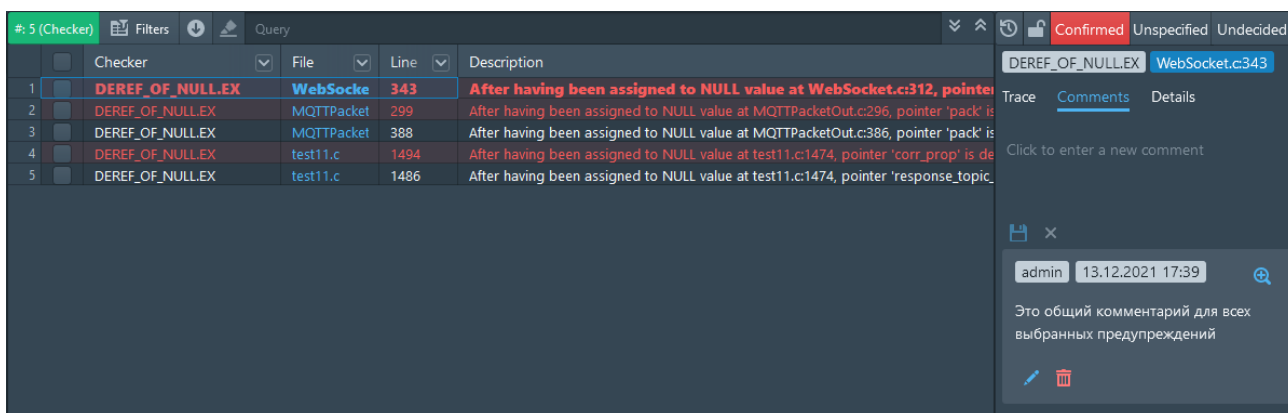 #: 5 (Checker) Filters Query Confirmed Unspecified Undecided
Checker File Line Description
1 DEREF_OF_NULL.EX WebSocke 343 After having been assigned to NULL value at WebSocket.c:312, pointer
2 DEREF_OF_NULL.EX MQTTPacket 299 After having been assigned to NULL value at MQTTPacketOut.c:296, pointer 'pack' is
3 DEREF_OF_NULL.EX MQTTPacket 388 After having been assigned to NULL value at MQTTPacketOut.c:386, pointer 'pack' is
4 DEREF_OF_NULL.EX test11.c 1494 After having been assigned to NULL value at test11.c:1474, pointer 'corr_prop' is de
5 DEREF_OF_NULL.EX test11.c 1486 After having been assigned to NULL value at test11.c:1474, pointer 'response_topic_
DEREF_OF_NULL.EX WebSocket.c:343
Trace Comments Details
Click to enter a new comment
admin 13.12.2021 17:39
Это общий комментарий для всех
выбранных предупреждений